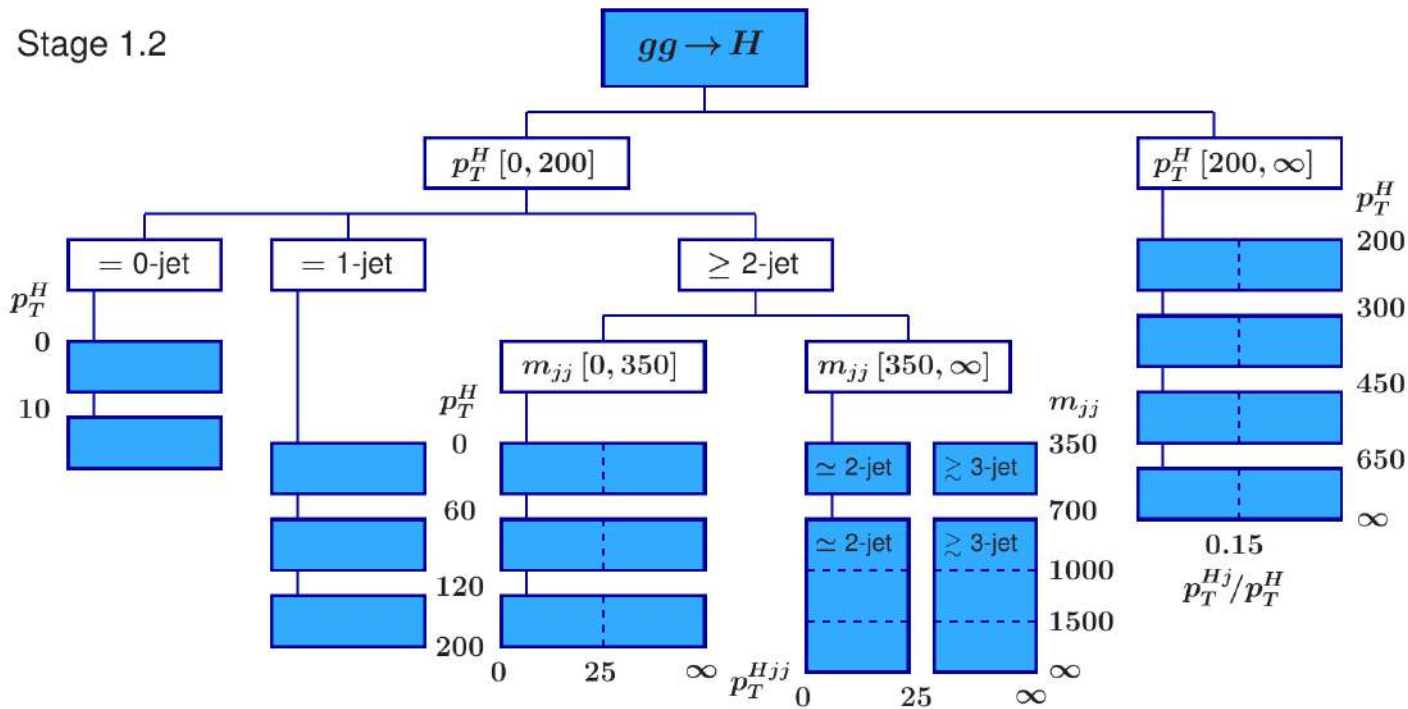 Stage 1.2
gg → H
p_T^H [0, 200]
p_T^H [200, ∞]
= 0-jet
= 1-jet
≥ 2-jet
p_T^H
0
10
m_jj [0, 350]
m_jj [350, ∞]
p_T^H
0
60
120
200
0
25
∞
≃ 2-jet
≳ 3-jet
≃ 2-jet
≳ 3-jet
m_jj
350
700
1000
1500
∞
p_T^Hjj
0
25
∞
p_T^H
200
300
450
650
∞
0.15
p_T^Hj/p_T^H